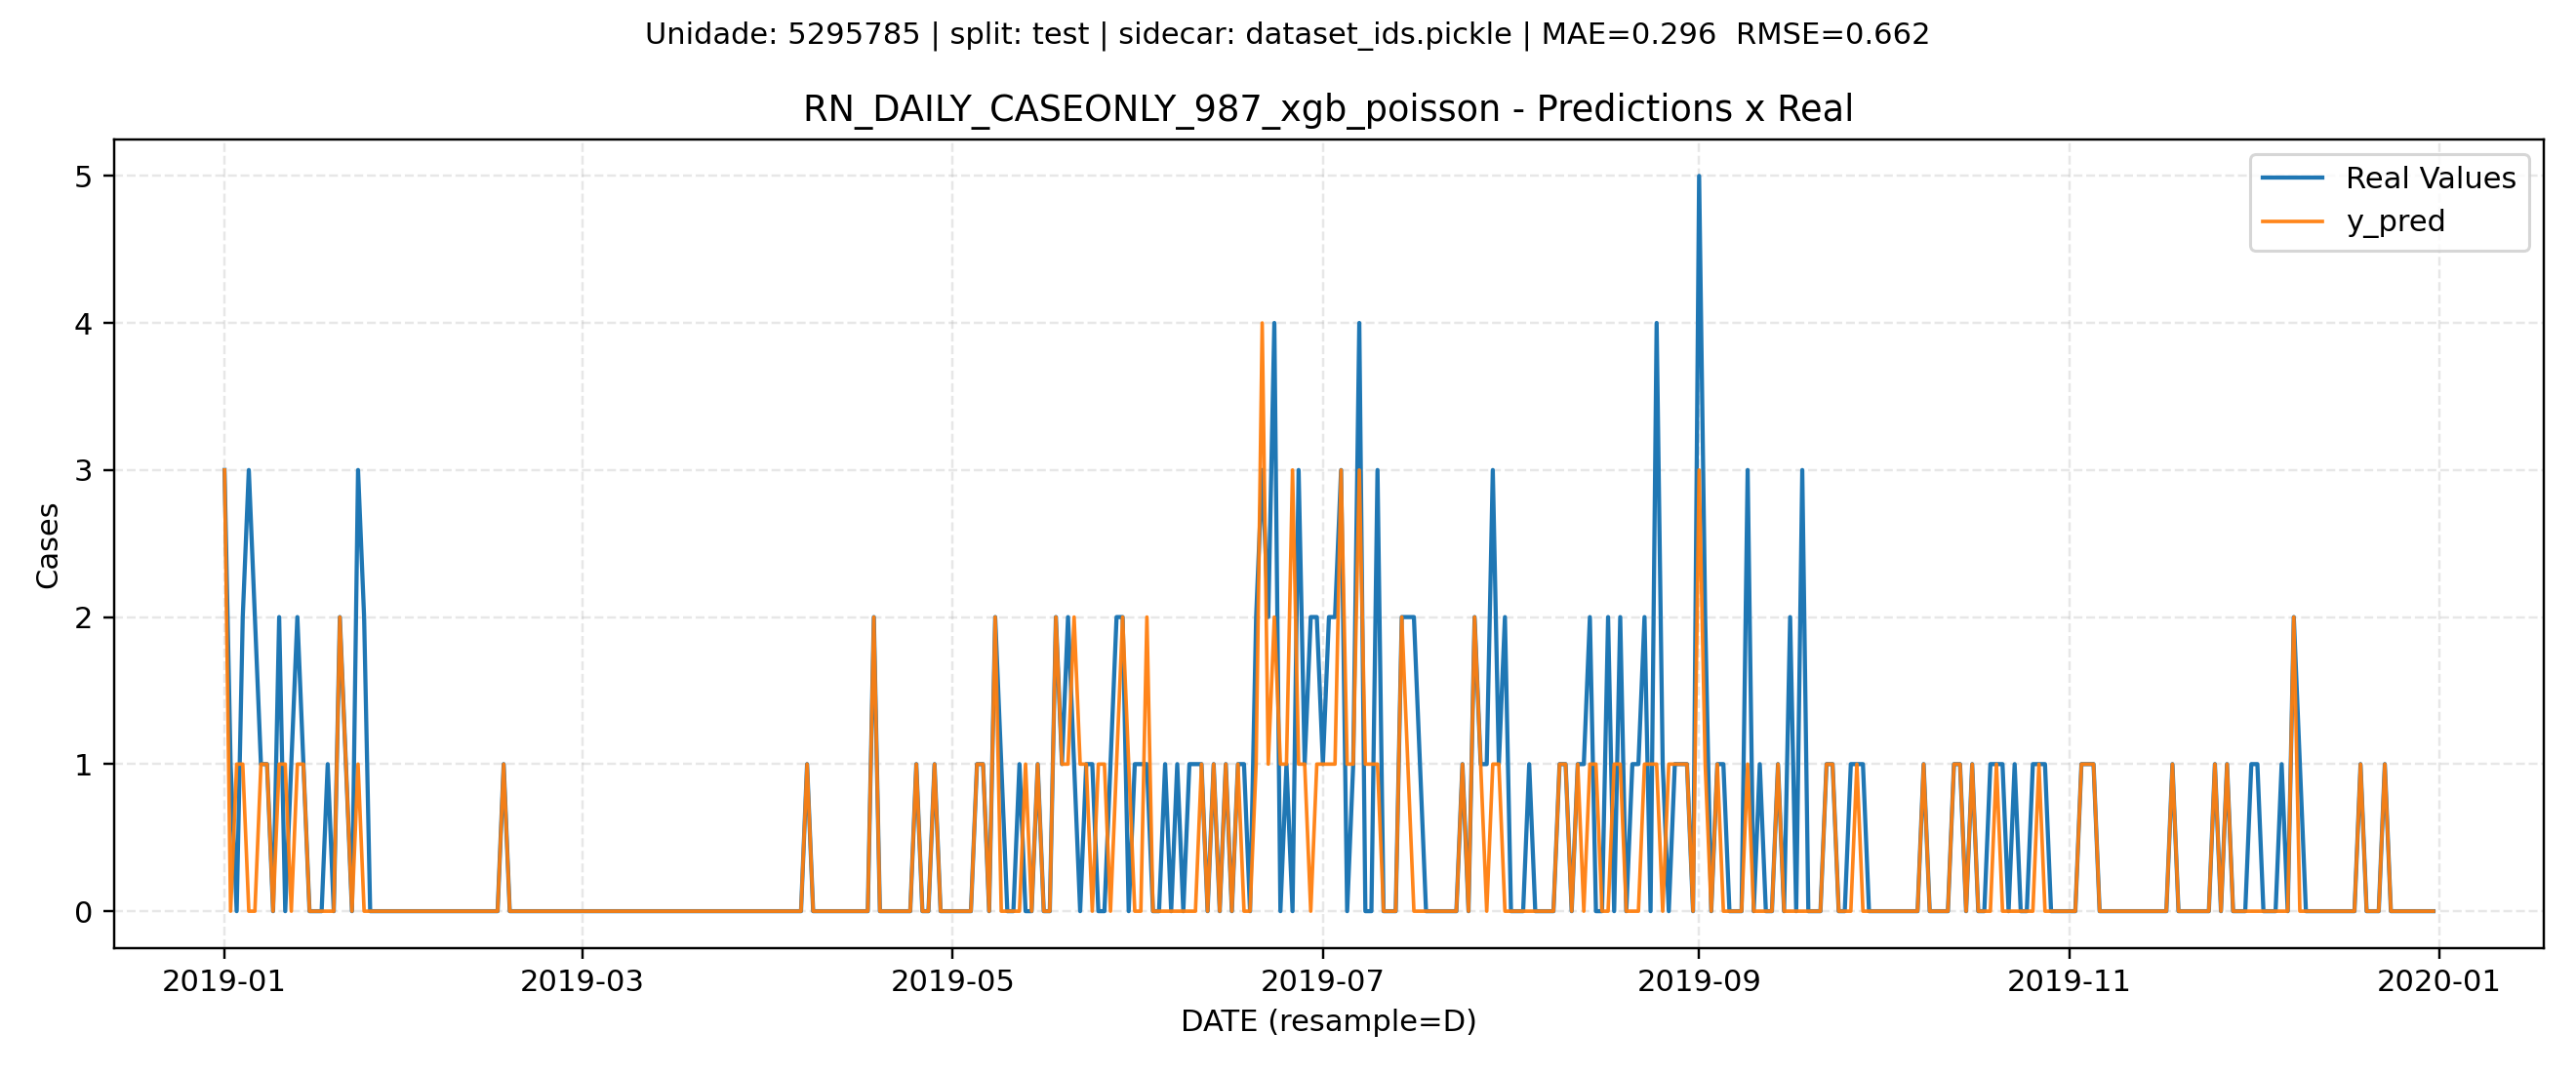 Unidade: 5295785 | split: test | sidecar: dataset_ids.pickle | MAE=0.296  RMSE=0.662
RN_DAILY_CASEONLY_987_xgb_poisson - Predictions x Real
Real Values
y_pred
Cases
5
4
3
2
1
0
2019-01
2019-03
2019-05
2019-07
2019-09
2019-11
2020-01
DATE (resample=D)